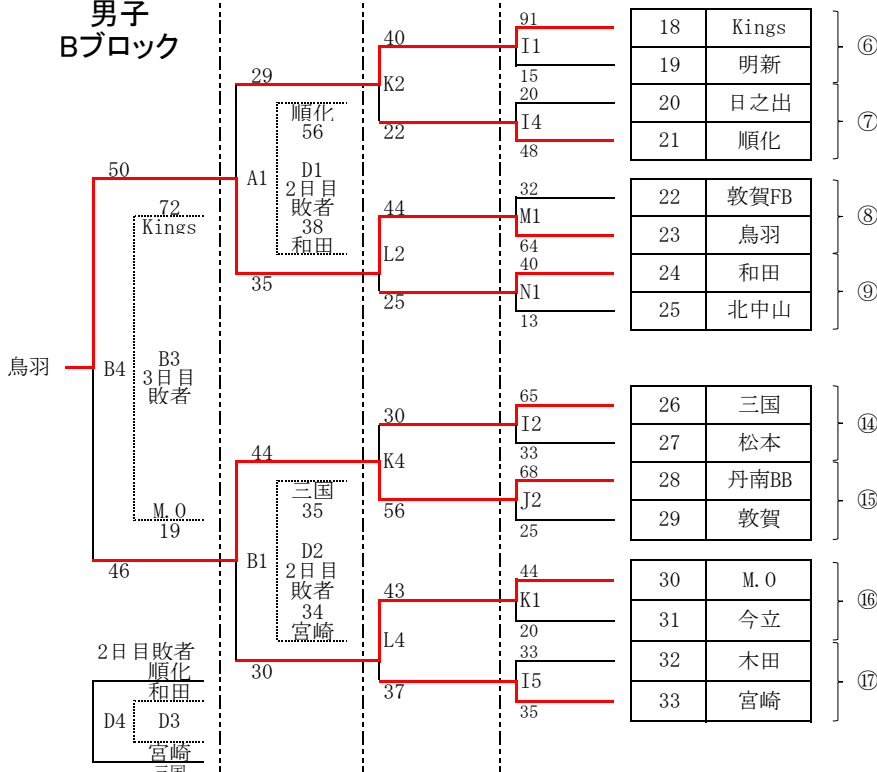 男子
Bブロック
91
18 Kings
⑥
40
I1
15
19 明新
29
K2
20
20 日之出
⑦
順化
56
22
I4
48
21 順化
50
A1
D1
2日目
敗者
38
和田
32
22 敦賀FB
⑧
72
Kings
44
M1
64
23 鳥羽
L2
40
24 和田
⑨
35
25
N1
13
25 北中山
鳥羽
B4
B3
3日目
敗者
65
26 三国
⑭
30
I2
33
27 松本
44
K4
68
28 丹南BB
⑮
三国
35
56
J2
25
29 敦賀
M.O
19
46
B1
D2
2日目
敗者
34
宮崎
44
30 M.O
⑯
43
K1
20
31 今立
L4
33
32 木田
⑰
30
37
I5
35
33 宮崎
2日目敗者
順化
和田
D4 D3
宮崎
三国